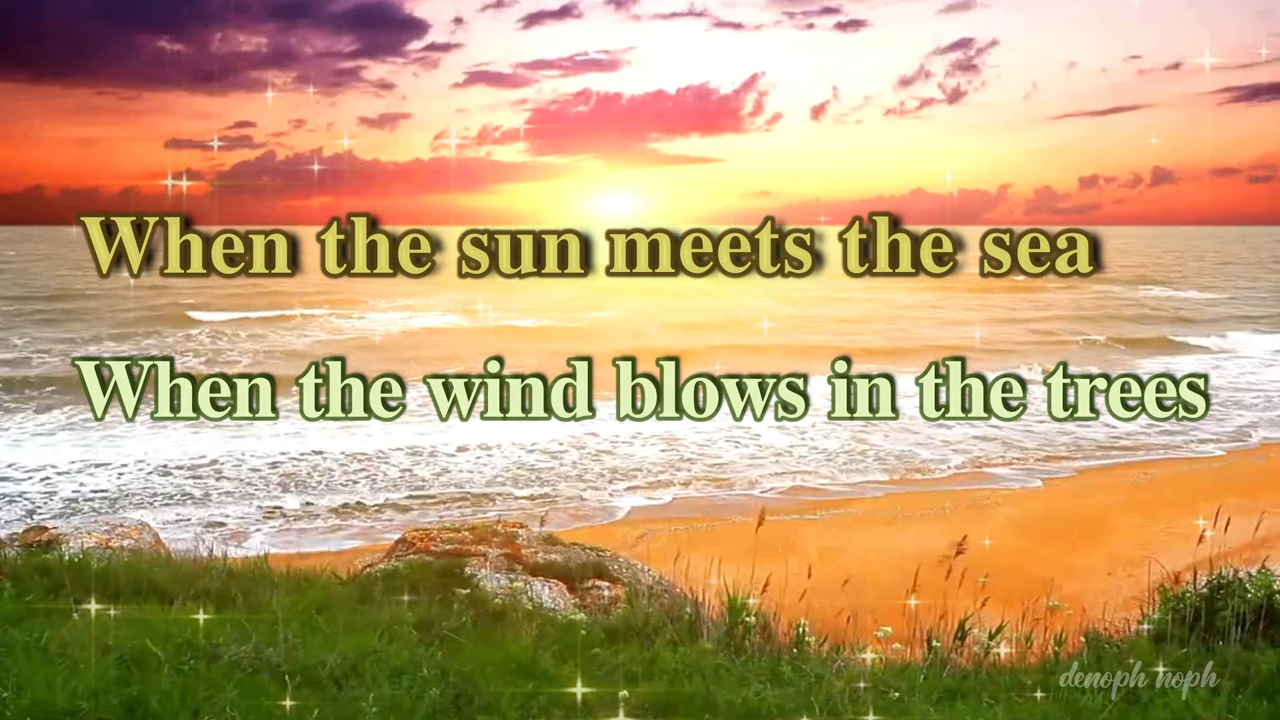 When the sun meets the sea
When the wind blows in the trees
denoph noph